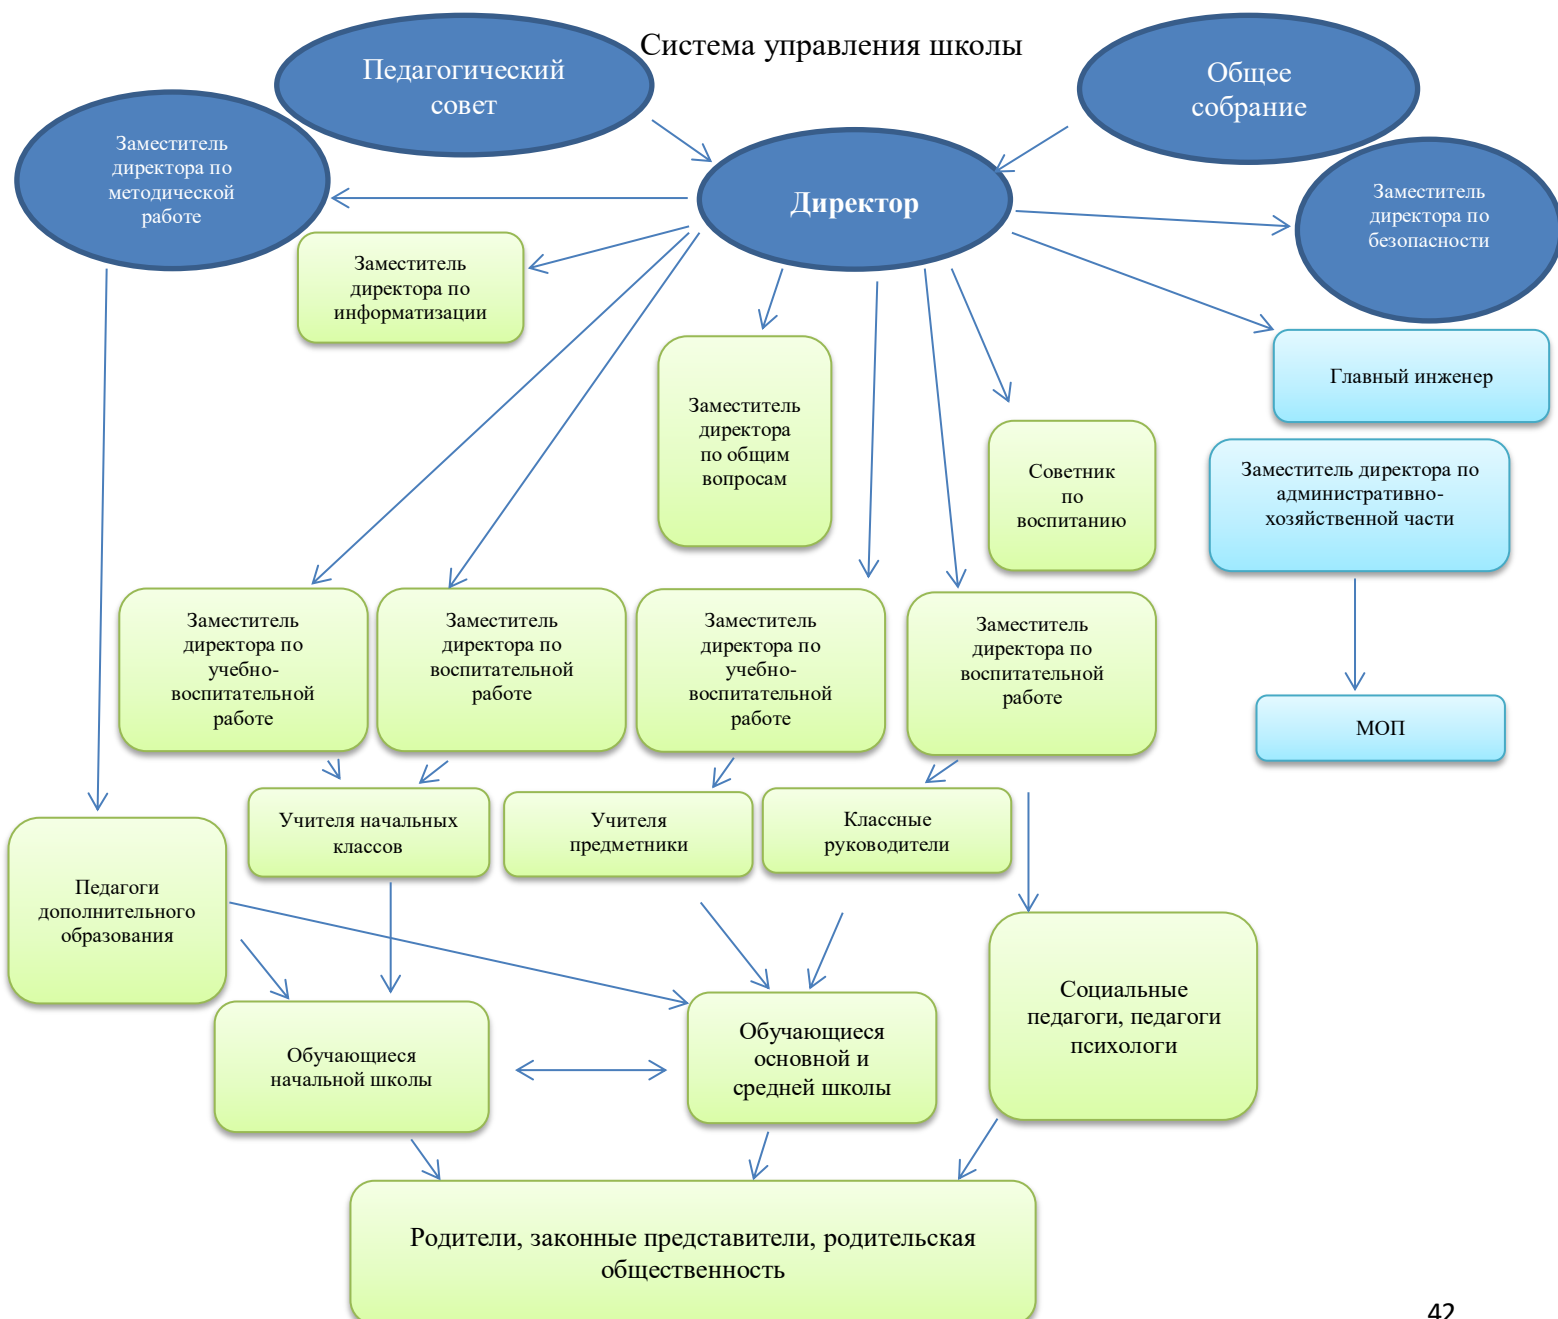 Система управления школы
Педагогический
совет
Общее
собрание
Заместитель
директора по
методической
работе
Директор
Заместитель
директора по
безопасности
Заместитель
директора по
информатизации
Главный инженер
Заместитель
директора
по общим
вопросам
Советник
по
воспитанию
Заместитель директора по
административно-
хозяйственной части
Заместитель
директора по
учебно-
воспитательной
работе
Заместитель
директора по
воспитательной
работе
Заместитель
директора по
учебно-
воспитательной
работе
Заместитель
директора по
воспитательной
работе
МОП
Учителя начальных
классов
Учителя
предметники
Классные
руководители
Педагоги
дополнительного
образования
Социальные
педагоги, педагоги
психологи
Обучающиеся
начальной школы
Обучающиеся
основной и
средней школы
Родители, законные представители, родительская
общественность
42